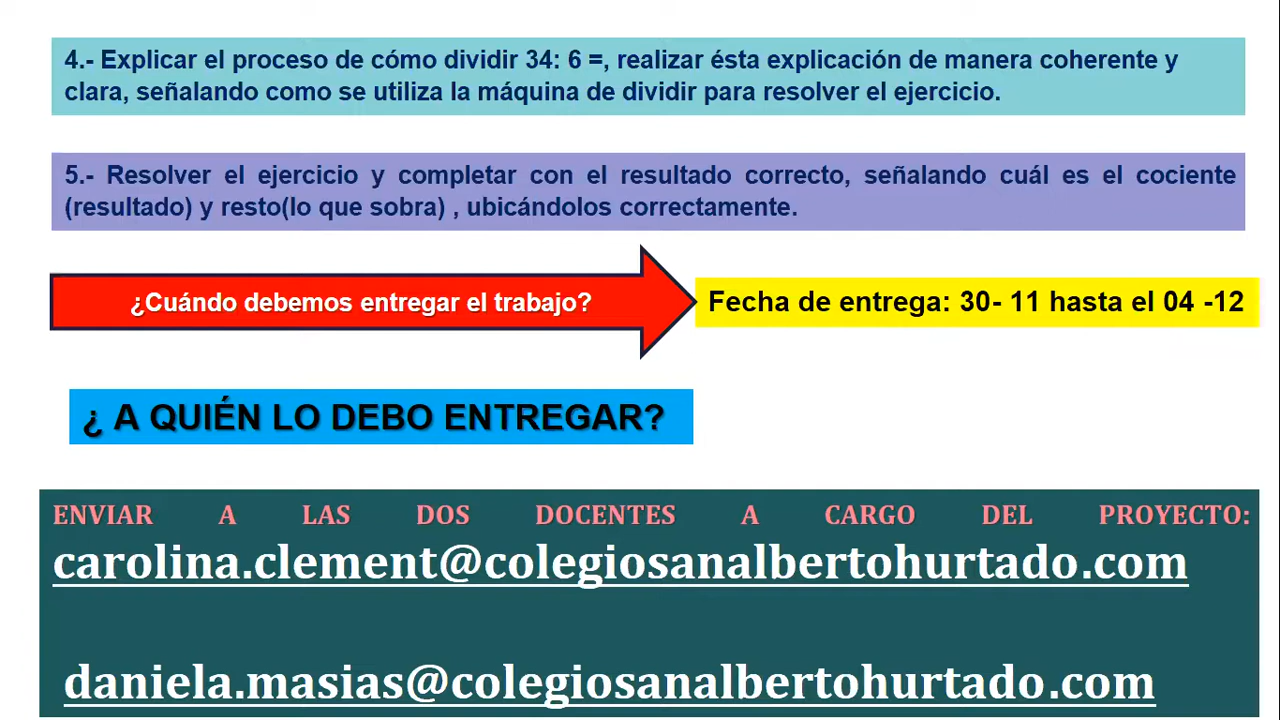 4.- Explicar el proceso de cómo dividir 34: 6 =, realizar ésta explicación de manera coherente y
clara, señalando como se utiliza la máquina de dividir para resolver el ejercicio.
5.- Resolver el ejercicio y completar con el resultado correcto, señalando cuál es el cociente
(resultado) y resto(lo que sobra) , ubicándolos correctamente.
¿Cuándo debemos entregar el trabajo?
Fecha de entrega: 30- 11 hasta el 04 -12
¿ A QUIÉN LO DEBO ENTREGAR?
ENVIAR A LAS DOS DOCENTES A CARGO DEL PROYECTO:
carolina.clement@colegiosanalbertohurtado.com
daniela.masias@colegiosanalbertohurtado.com